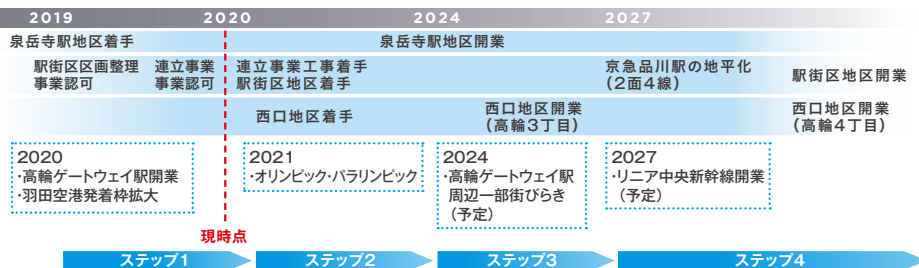 2019 2020 2024 2027
泉岳寺駅地区着手 泉岳寺駅地区開業
駅街区区画整理
事業認可
連立事業
事業認可
連立事業工事着手
駅街区地区着手
京急品川駅の地平化
(2面4線)
駅街区地区開業
西口地区着手
西口地区開業
(高輪3丁目)
西口地区開業
(高輪4丁目)
2020
・高輪ゲートウェイ駅開業
・羽田空港発着枠拡大
2021
・オリンピック・パラリンピック
2024
・高輪ゲートウェイ駅
周辺一部街びらき
(予定)
2027
・リニア中央新幹線開業
(予定)
現時点
ステップ1 ステップ2 ステップ3 ステップ4